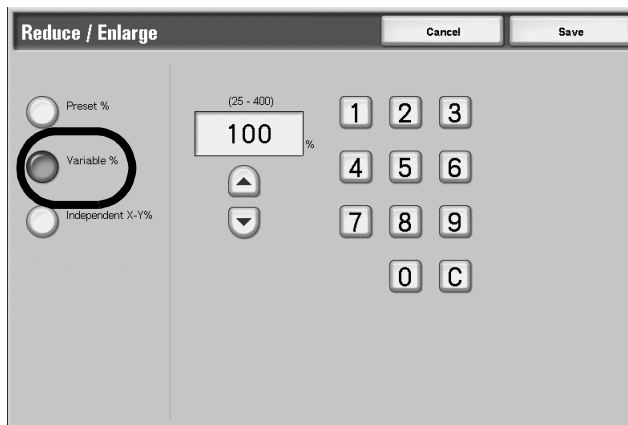 Reduce / Enlarge
Cancel
Save
Preset %
Variable %
Independent X-Y%
(25 - 400)
100
%
1 2 3
4 5 6
7 8 9
0 C